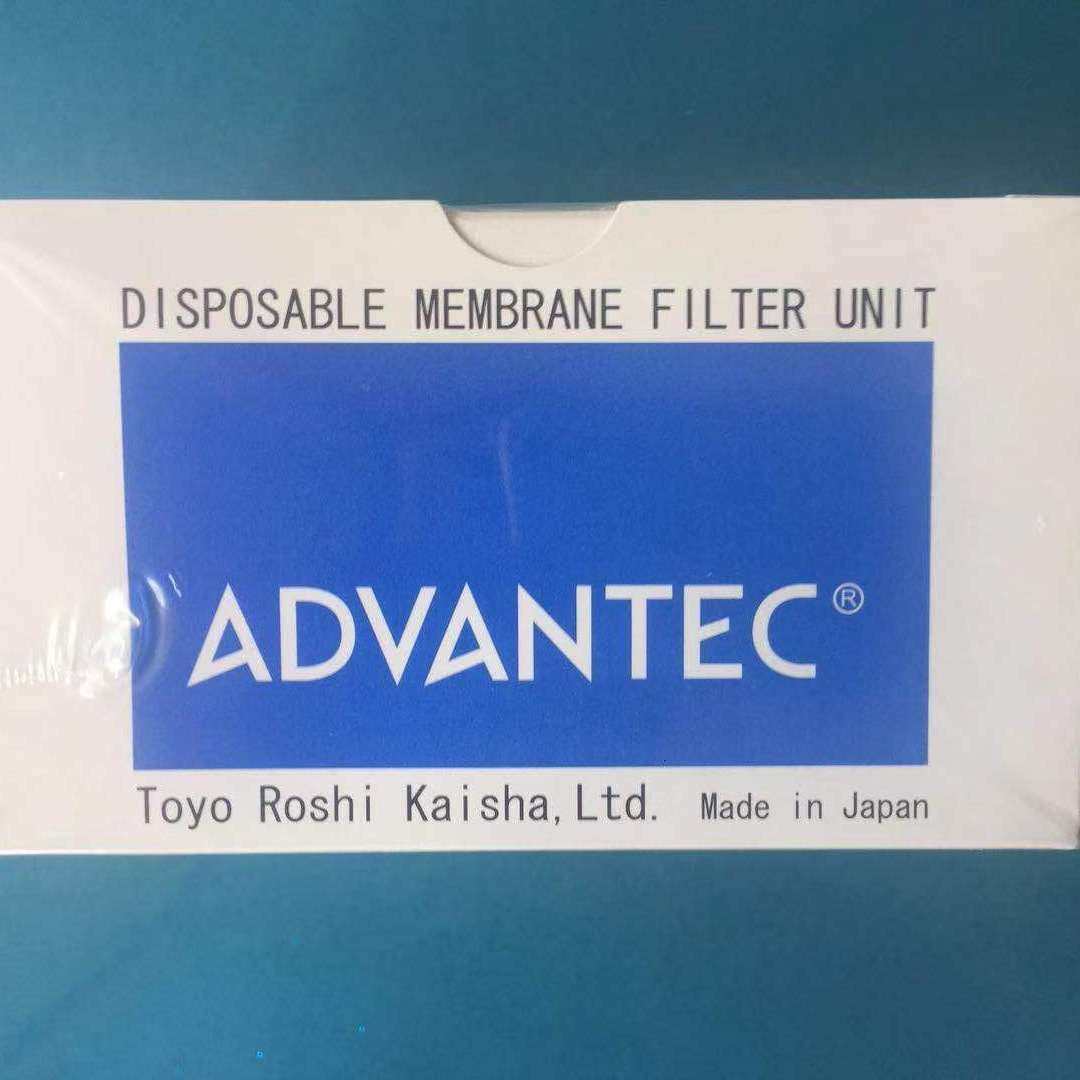 DISPOSABLE MEMBRANE FILTER UNIT
ADVANTEC®
Toyo Roshi Kaisha, Ltd. Made in Japan